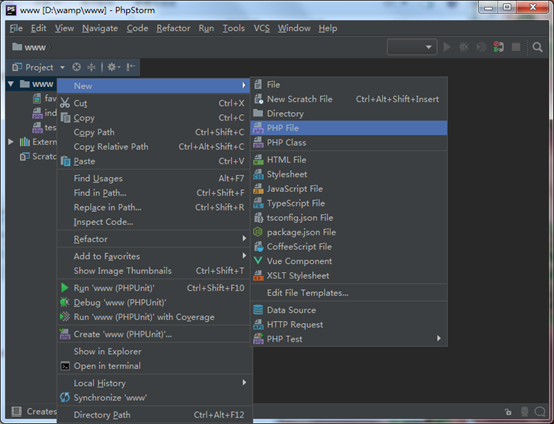 www [D:\wamp\www] - PhpStorm
File Edit View Navigate Code Refactor Run Tools VCS Window Help
www
Project
www
fav
ind
tes
Extern
Scratc
New
Cut Ctrl+X
Copy Ctrl+C
Copy Path Ctrl+Shift+C
Copy Relative Path Ctrl+Alt+Shift+C
Paste Ctrl+V
Find Usages Alt+F7
Find in Path... Ctrl+Shift+F
Replace in Path... Ctrl+Shift+R
Inspect Code...
Refactor
Add to Favorites
Show Image Thumbnails Ctrl+Shift+T
Run 'www (PHPUnit)' Ctrl+Shift+F10
Debug 'www (PHPUnit)'
Run 'www (PHPUnit)' with Coverage
Create 'www (PHPUnit)'...
Show in Explorer
Open in terminal
Local History
Synchronize 'www'
Directory Path Ctrl+Alt+F12
File
New Scratch File Ctrl+Alt+Shift+Insert
Directory
PHP File
PHP Class
HTML File
Stylesheet
JavaScript File
TypeScript File
tsconfig.json File
package.json File
CoffeeScript File
Vue Component
XSLT Stylesheet
Edit File Templates...
Data Source
HTTP Request
PHP Test
Creates